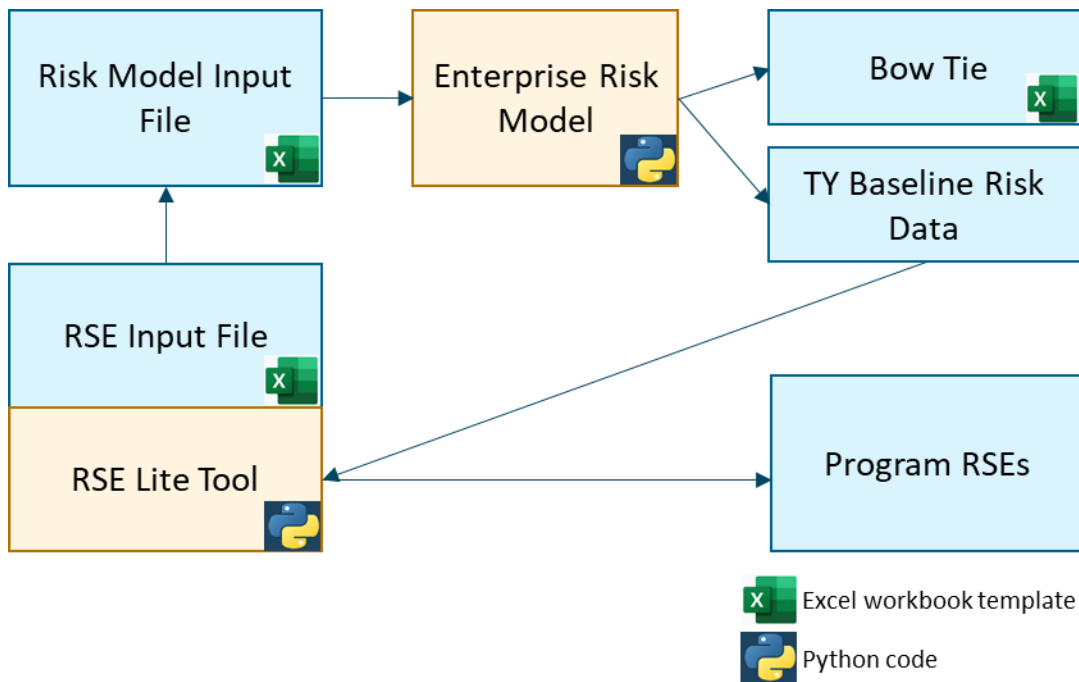 Risk Model Input
File
Enterprise Risk
Model
Bow Tie
TY Baseline Risk
Data
RSE Input File
RSE Lite Tool
Program RSEs
X
X
X
X
Excel workbook template
Python code